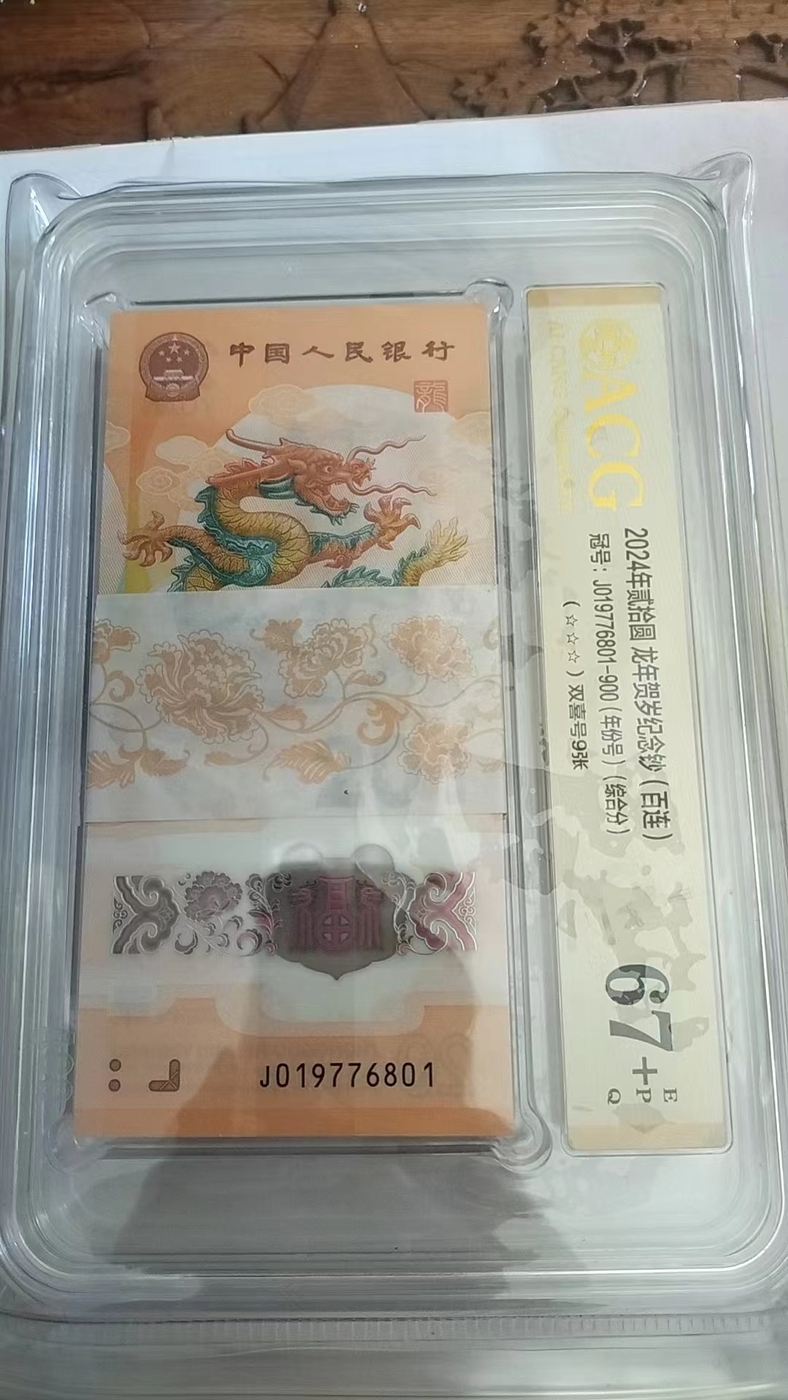 中国人民银行
龍
福
J019776801
ACG
2024年贰拾圆 龙年贺岁纪念钞（百连）
冠号：J019776801-900（年份号）（综合分）
（☆☆☆）双喜号9张
67+
E
P
Q